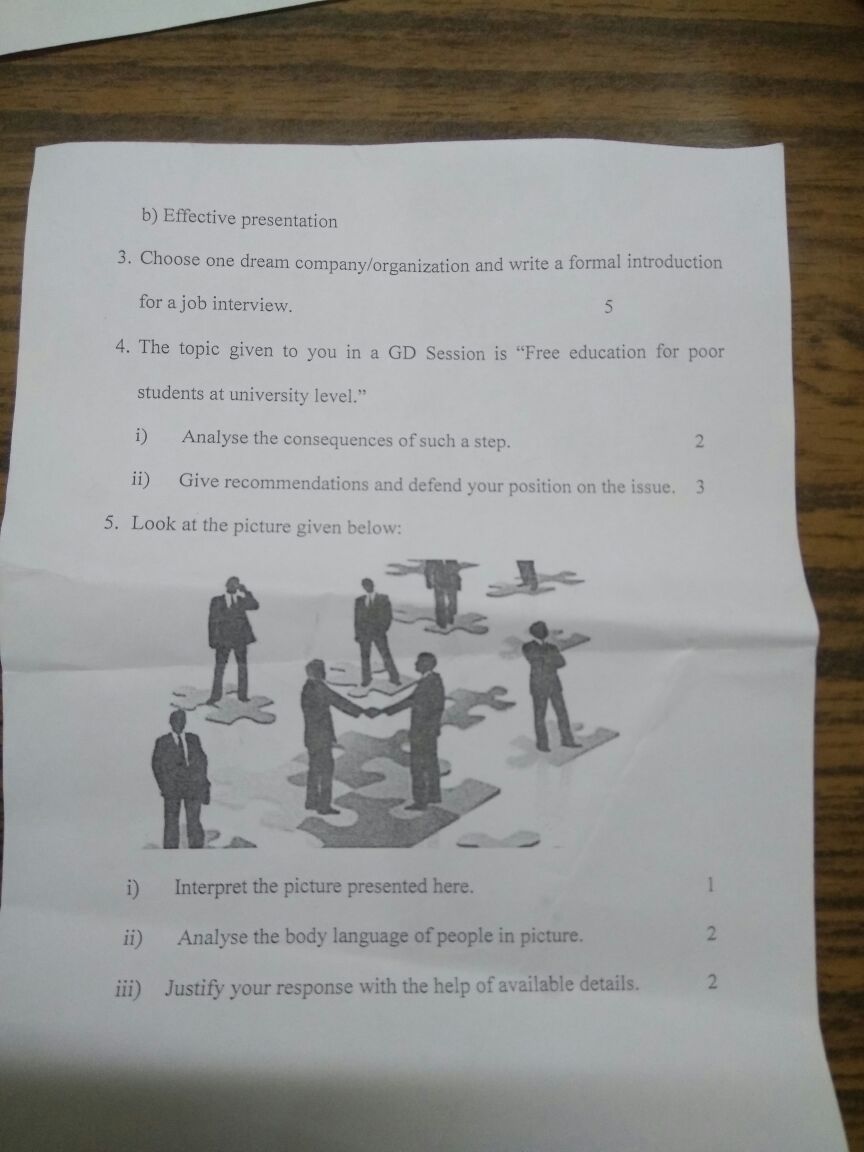 b) Effective presentation
3. Choose one dream company/organization and write a formal introduction
for a job interview. 5
4. The topic given to you in a GD Session is “Free education for poor
students at university level.”
i) Analyse the consequences of such a step. 2
ii) Give recommendations and defend your position on the issue. 3
5. Look at the picture given below:
i) Interpret the picture presented here. 1
ii) Analyse the body language of people in picture. 2
iii) Justify your response with the help of available details. 2